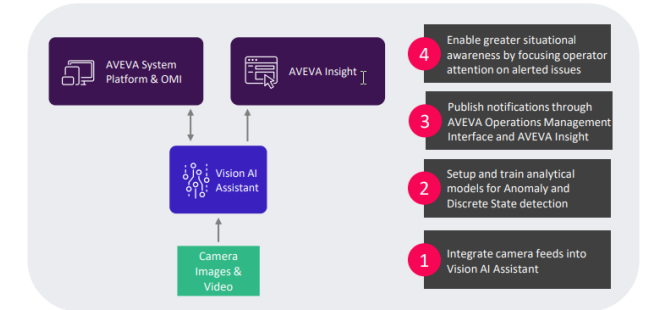 AVEVA System
Platform & OMI
AVEVA Insight
Vision AI
Assistant
Camera
Images &
Video
4
Enable greater situational
awareness by focusing operator
attention on alerted issues
3
Publish notifications through
AVEVA Operations Management
Interface and AVEVA Insight
2
Setup and train analytical
models for Anomaly and
Discrete State detection
1
Integrate camera feeds into
Vision AI Assistant